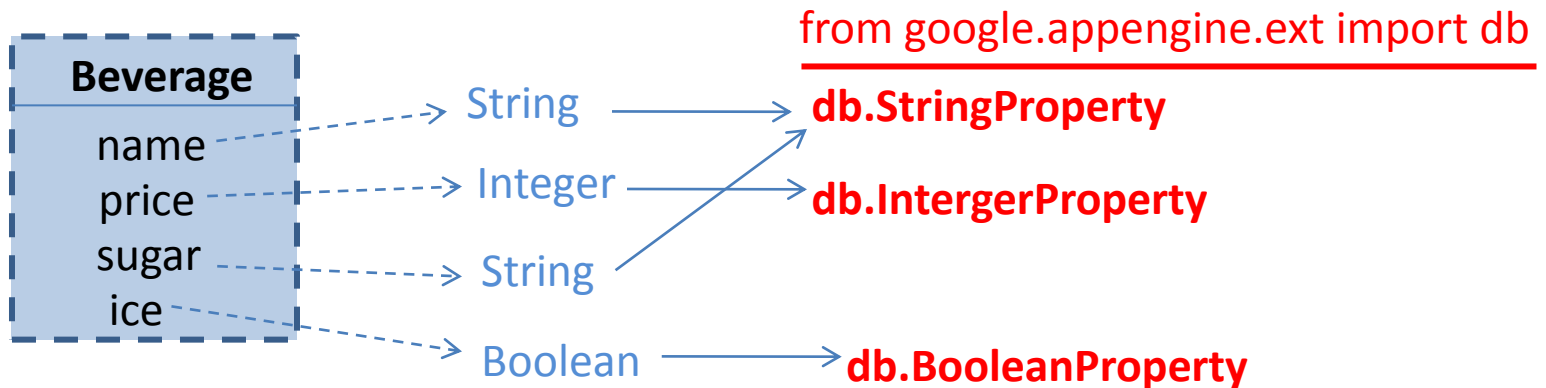 from google.appengine.ext import db
Beverage
name
price
sugar
ice
String
Integer
String
Boolean
db.StringProperty
db.IntergerProperty
db.BooleanProperty